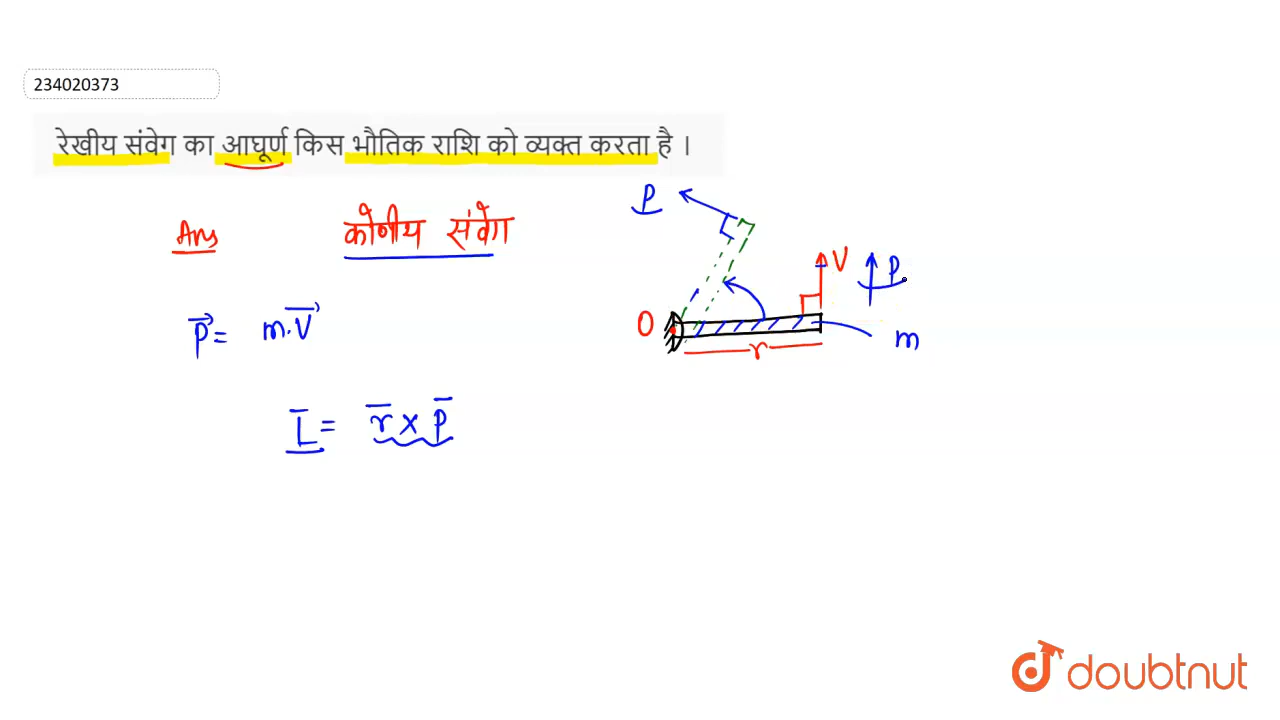 234020373
रेखीय संवेग का आघूर्ण किस भौतिक राशि को व्यक्त करता है ।
Ans कोणीय संवेग
P
V
P
O
r
m
P⃗ = m.V⃗
L̅ = r̅ × P̅
doubtnut